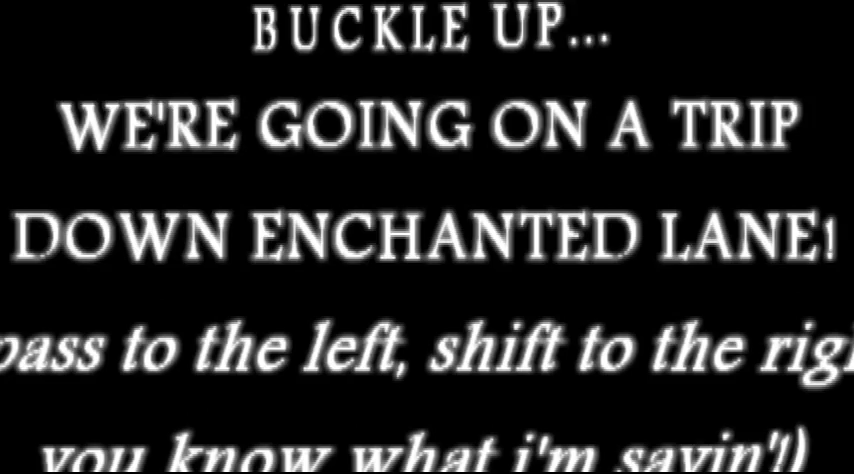 BUCKLE UP...
WE'RE GOING ON A TRIP
DOWN ENCHANTED LANE!
pass to the left, shift to the righ
you know what i'm sayin'!)